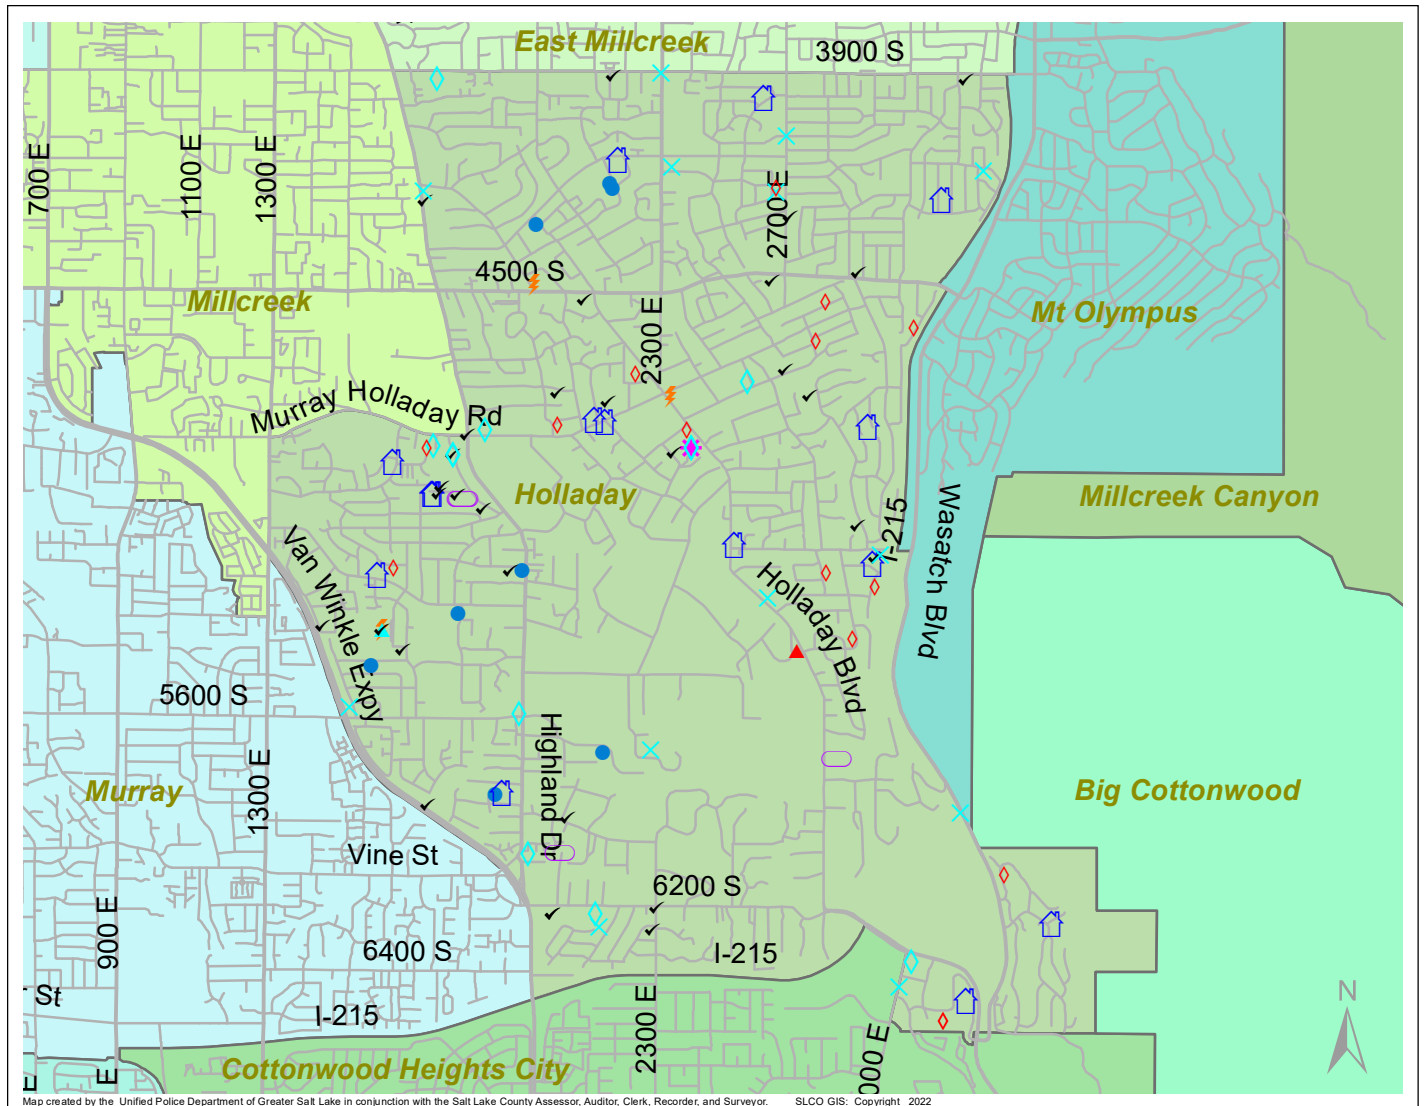 East Millcreek
3900 S
700 E
1100 E
1300 E
2700 E
4500 S
Millcreek
2300 E
Mt Olympus
Murray Holladay Rd
Holladay
Millcreek Canyon
I-215
Wasatch Blvd
Van Winkle Expy
Holladay Blvd
5600 S
Highland Dr
1300 E
Murray
Big Cottonwood
Vine St
6200 S
900 E
6400 S
I-215
St
I-215
2300 E
000 E
N
Cottonwood Heights City
E
E
Map created by the Unified Police Department of Greater Salt Lake in conjunction with the Salt Lake County Assessor, Auditor, Clerk, Recorder, and Surveyor. SLCO GIS: Copyright 2022